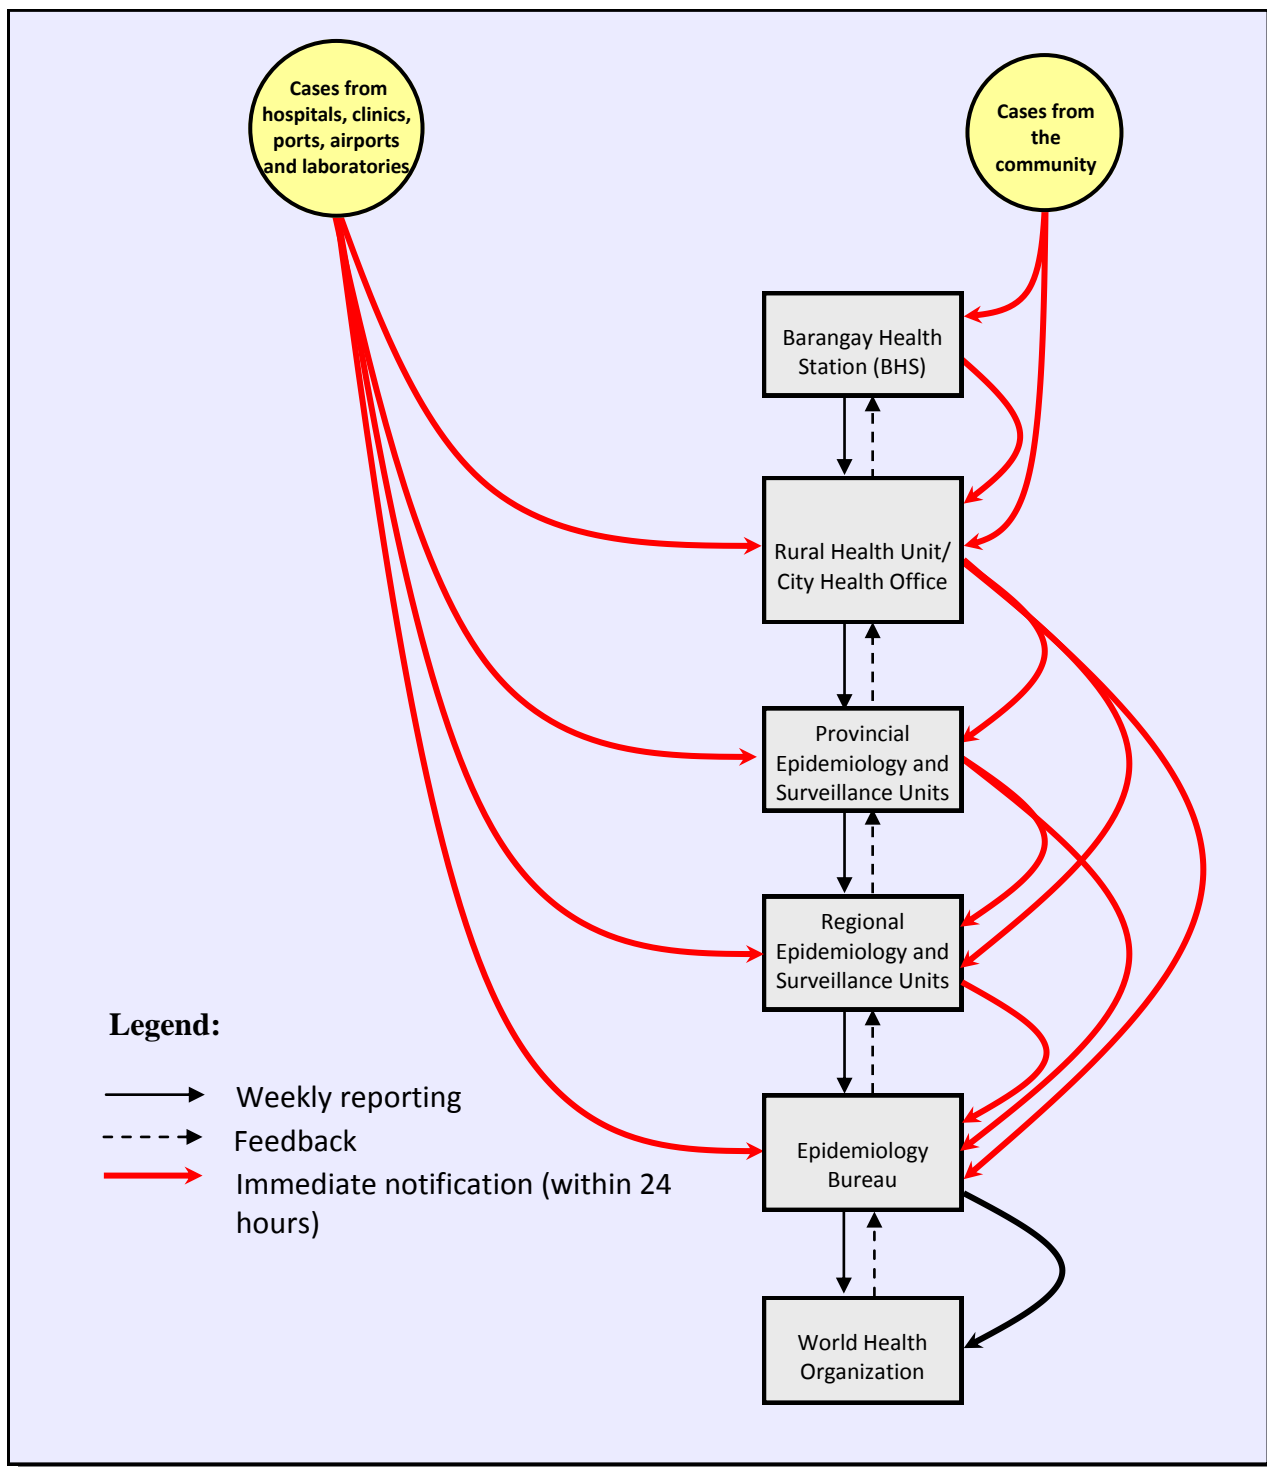 Cases from
hospitals, clinics,
ports, airports
and laboratories
Cases from
the
community
Barangay Health
Station (BHS)
Rural Health Unit/
City Health Office
Provincial
Epidemiology and
Surveillance Units
Regional
Epidemiology and
Surveillance Units
Epidemiology
Bureau
World Health
Organization
Legend:
Weekly reporting
Feedback
Immediate notification (within 24
hours)